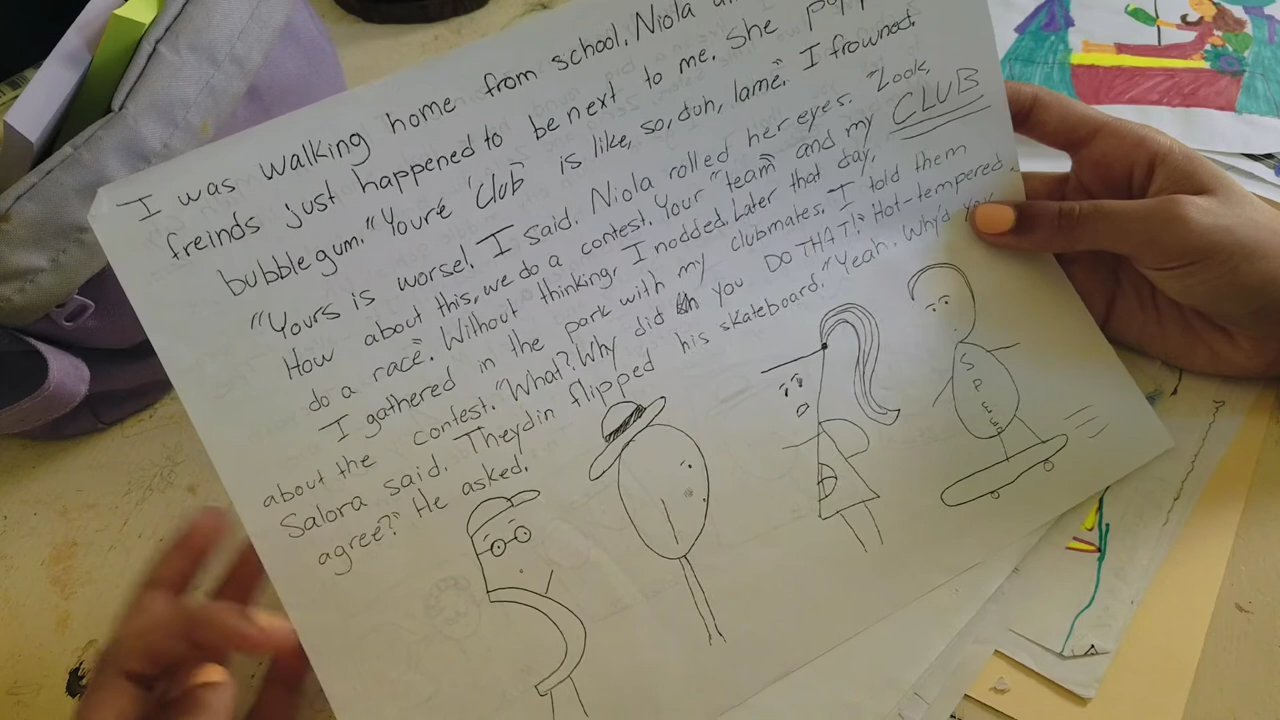 I was walking home from school. Niola
freinds just happened to be next to me. She
bubble gum. "Youre 'Club" is like, so, duh, lame." I frowned.
"Yours is worse!. I said. Niola rolled her eyes. "Look,
How about this, we do a contest. Your "team" and my CLUB
do a race". Without thinking, I nodded. Later that day,
I gathered in the park with my clubmates. I told them
about the contest. "What? Why did you DO THAT!" Hot-tempered
Salora said. Theydin flipped his skateboard. "Yeah. Why'd you
agree?" He asked.
SPEED